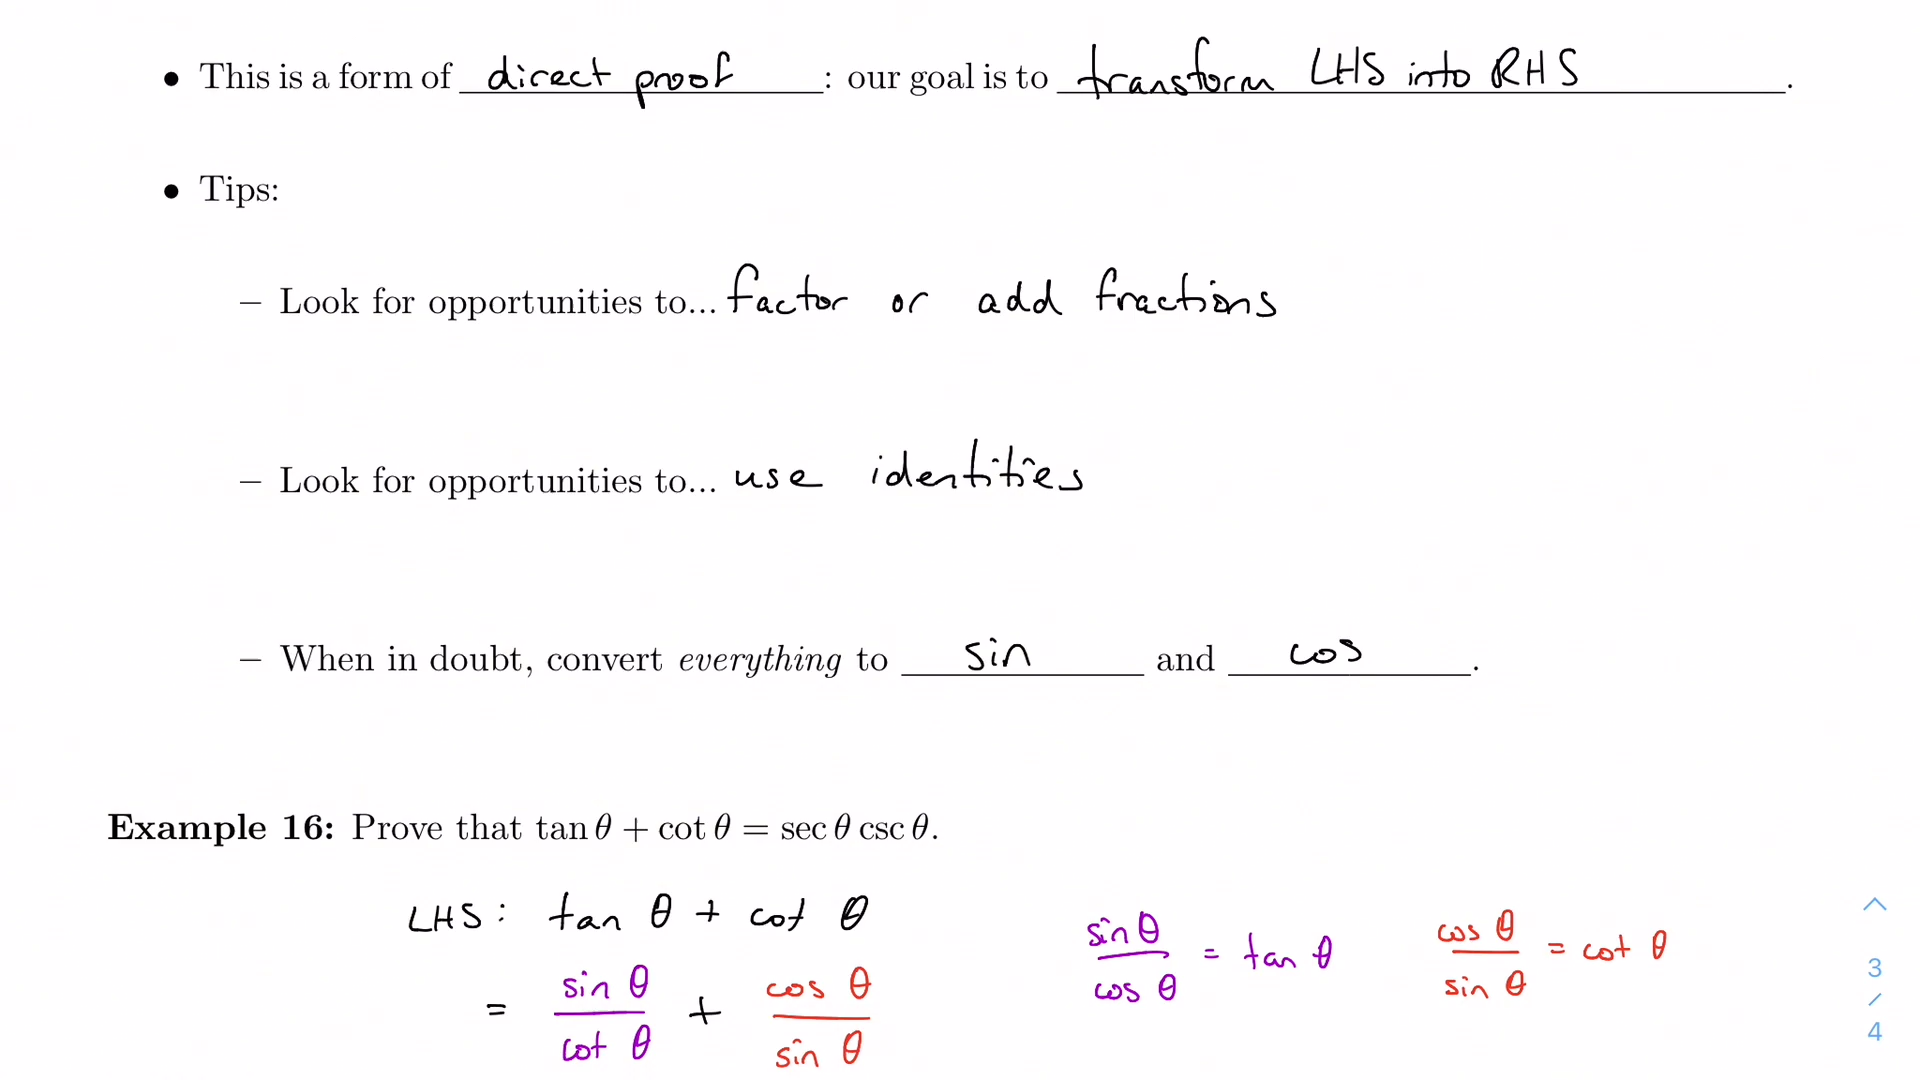 • This is a form of direct proof : our goal is to transform LHS into RHS.
• Tips:
– Look for opportunities to... factor or add fractions
– Look for opportunities to... use identities
– When in doubt, convert everything to sin and cos.
Example 16: Prove that tan θ + cot θ = sec θ csc θ.
LHS: tan θ + cot θ
= sin θ / cot θ + cos θ / sin θ
sin θ / cos θ = tan θ
cos θ / sin θ = cot θ
3 / 4